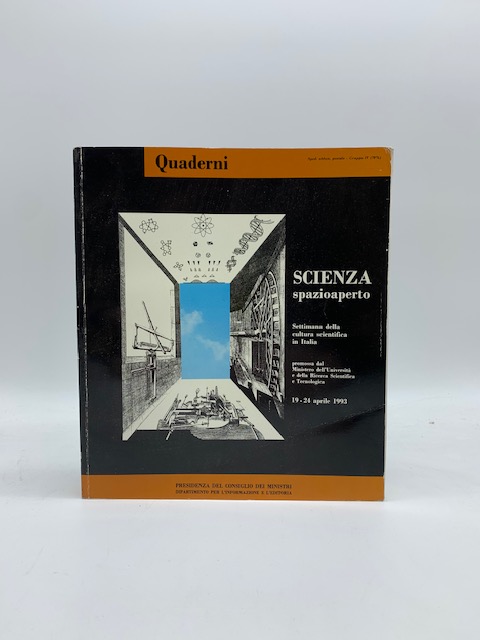 Quaderni
SCIENZA
spazioaperto
Settimana della
cultura scientifica
in Italia
promossa dal
Ministero dell'Università
e della Ricerca Scientifica
e Tecnologica
19-24 aprile 1993
PRESIDENZA DEL CONSIGLIO DEI MINISTRI
DIPARTIMENTO PER L'INFORMAZIONE E L'EDITORIA